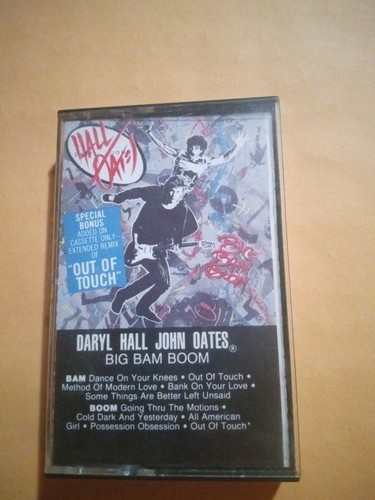 HALL
OATES
SPECIAL
BONUS
ADDED ON
CASSETTE ONLY—
EXTENDED REMIX
OF
"OUT OF
TOUCH"
BIG
BAM
BOOM
DARYL HALL JOHN OATES®
BIG BAM BOOM
BAM Dance On Your Knees • Out Of Touch •
Method Of Modern Love • Bank On Your Love •
Some Things Are Better Left Unsaid
BOOM Going Thru The Motions •
Cold Dark And Yesterday • All American
Girl • Possession Obsession • Out Of Touch*